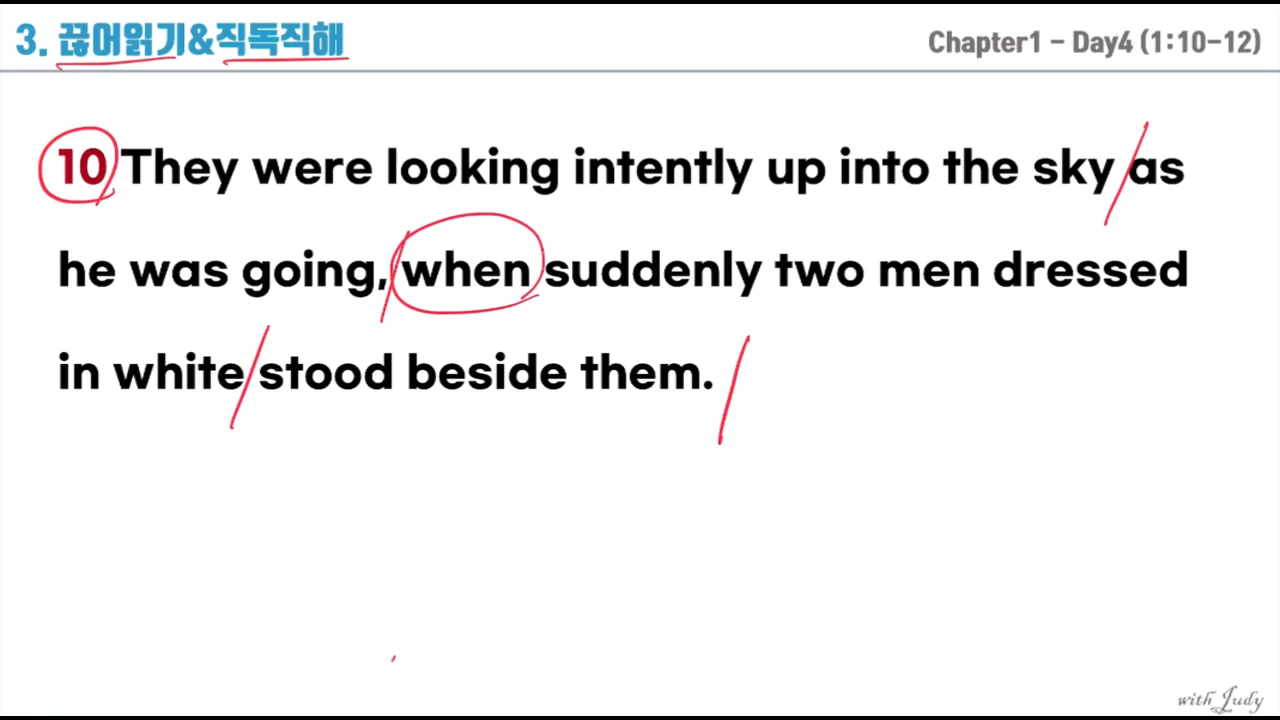 3. 끊어읽기&직독직해
Chapter1 - Day4 (1:10-12)
10 They were looking intently up into the sky as
he was going, when suddenly two men dressed
in white stood beside them.
with Judy